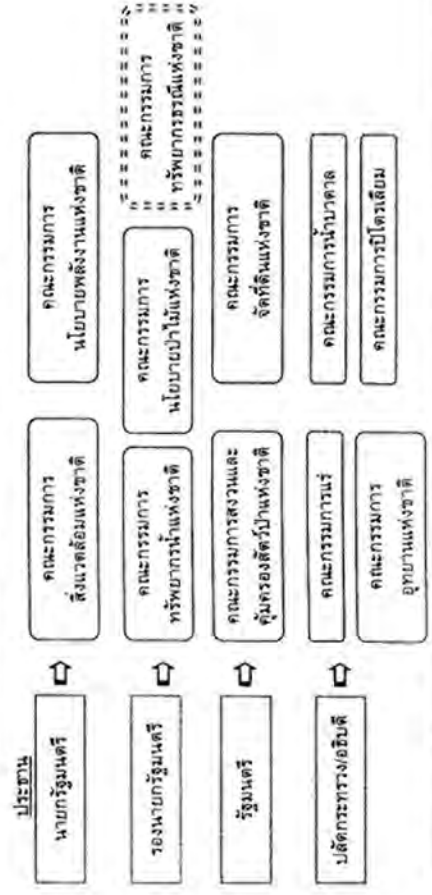 ประธาน
นายกรัฐมนตรี
คณะกรรมการ
สิ่งแวดล้อมแห่งชาติ
คณะกรรมการ
นโยบายพลังงานแห่งชาติ
รองนายกรัฐมนตรี
คณะกรรมการ
ทรัพยากรน้ำแห่งชาติ
คณะกรรมการ
นโยบายป่าไม้แห่งชาติ
คณะกรรมการ
ทรัพยากรธรณีแห่งชาติ
รัฐมนตรี
คณะกรรมการสงวนและ
คุ้มครองสัตว์ป่าแห่งชาติ
คณะกรรมการ
จัดที่ดินแห่งชาติ
ปลัดกระทรวง/อธิบดี
คณะกรรมการแร่
คณะกรรมการน้ำบาดาล
คณะกรรมการ
อุทยานแห่งชาติ
คณะกรรมการปิโตรเลียม